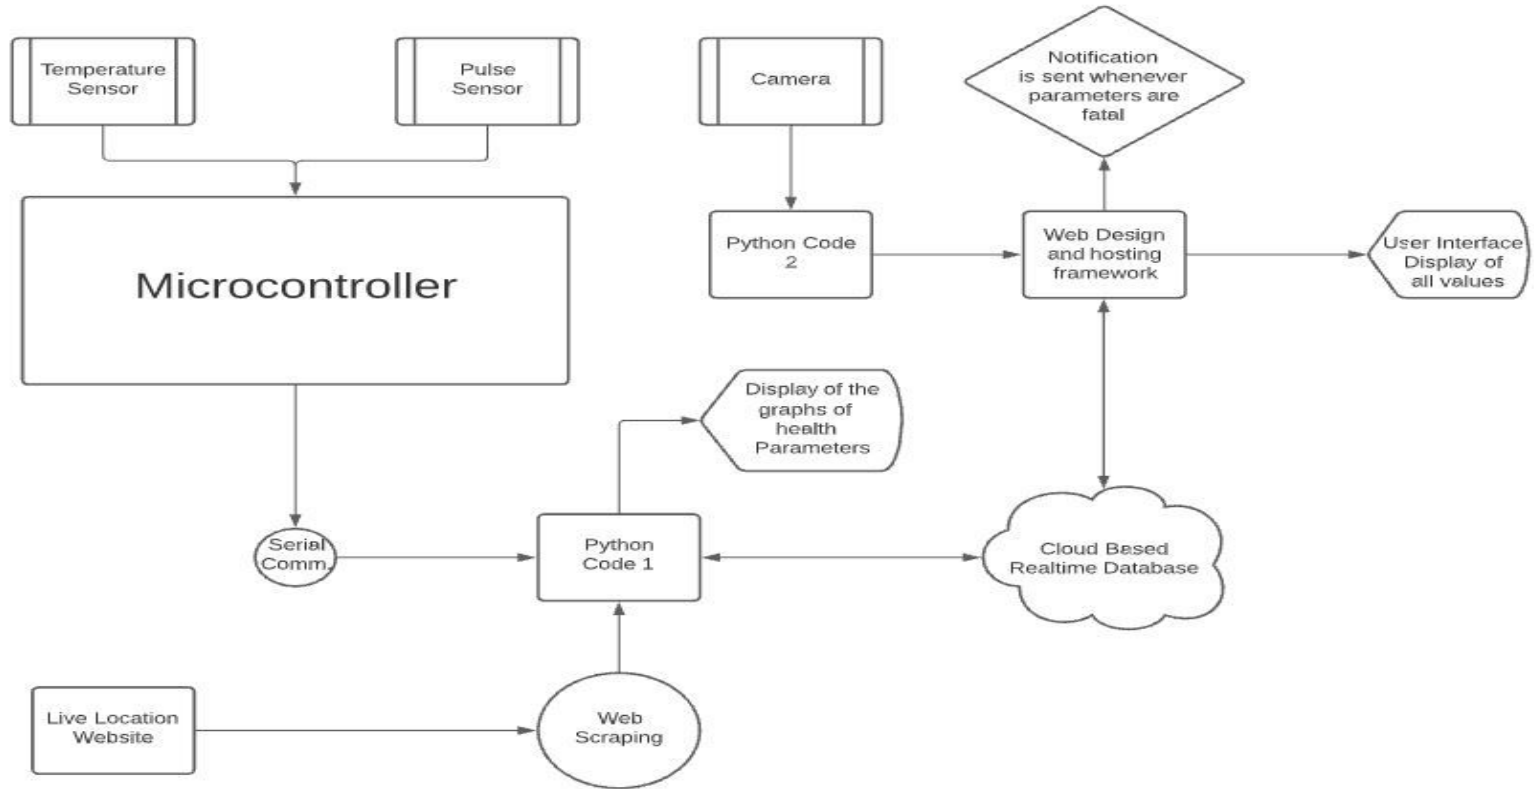 Temperature
Sensor
Pulse
Sensor
Camera
Notification
is sent whenever
parameters are
fatal
Microcontroller
Python Code
2
Web Design
and hosting
framework
User Interface
Display of
all values
Display of the
graphs of
health
Parameters
Serial
Comm.
Python
Code 1
Cloud Based
Realtime Database
Live Location
Website
Web
Scraping